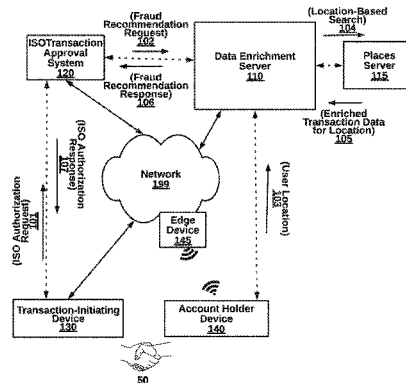 ISOTransaction
Approval
System
120
(Fraud
Recommendation
Request)
102
(Fraud
Recommendation
Response)
106
Data Enrichment
Server
110
(Location-Based
Search)
104
Places Server
115
(Enriched
Transaction Data
for Location)
105
(ISO Authorization
Request)
101
(ISO Authorization
Response)
107
Network
199
Edge
Device
145
(User Location)
103
Transaction-Initiating
Device
130
Account Holder
Device
140
50